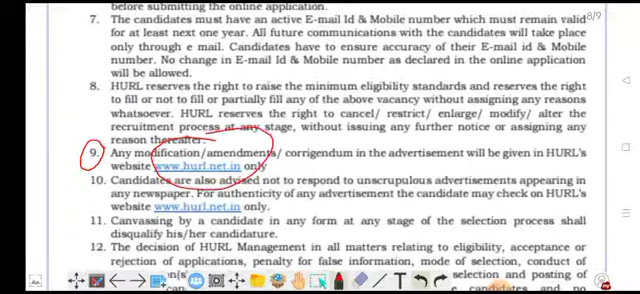 before submitting the online application.
8/9
7. The candidates must have an active E-mail Id & Mobile number which must remain valid
for at least next one year. All future communications with the candidates will take place
only through e mail. Candidates have to ensure accuracy of their E-mail id & Mobile
number. No change in E-mail Id & Mobile number as declared in the online application
will be allowed.
8. HURL reserves the right to raise the minimum eligibility standards and reserves the right
to fill or not to fill or partially fill any of the above vacancy without assigning any reasons
whatsoever. HURL reserves the right to cancel/ restrict/ enlarge/ modify/ alter the
recruitment process at any stage, without issuing any further notice or assigning any
reason thereafter.
9. Any modification/amendments/ corrigendum in the advertisement will be given in HURL's
website www.hurl.net.in only
10. Candidates are also advised not to respond to unscrupulous advertisements appearing in
any newspaper. For authenticity of any advertisement the candidate may check on HURL's
website www.hurl.net.in only.
11. Canvassing by a candidate in any form at any stage of the selection process shall
disqualify his/her candidature.
12. The decision of HURL Management in all matters relating to eligibility, acceptance or
rejection of applications, penalty for false information, mode of selection, conduct of
selection and posting of
candidates and no